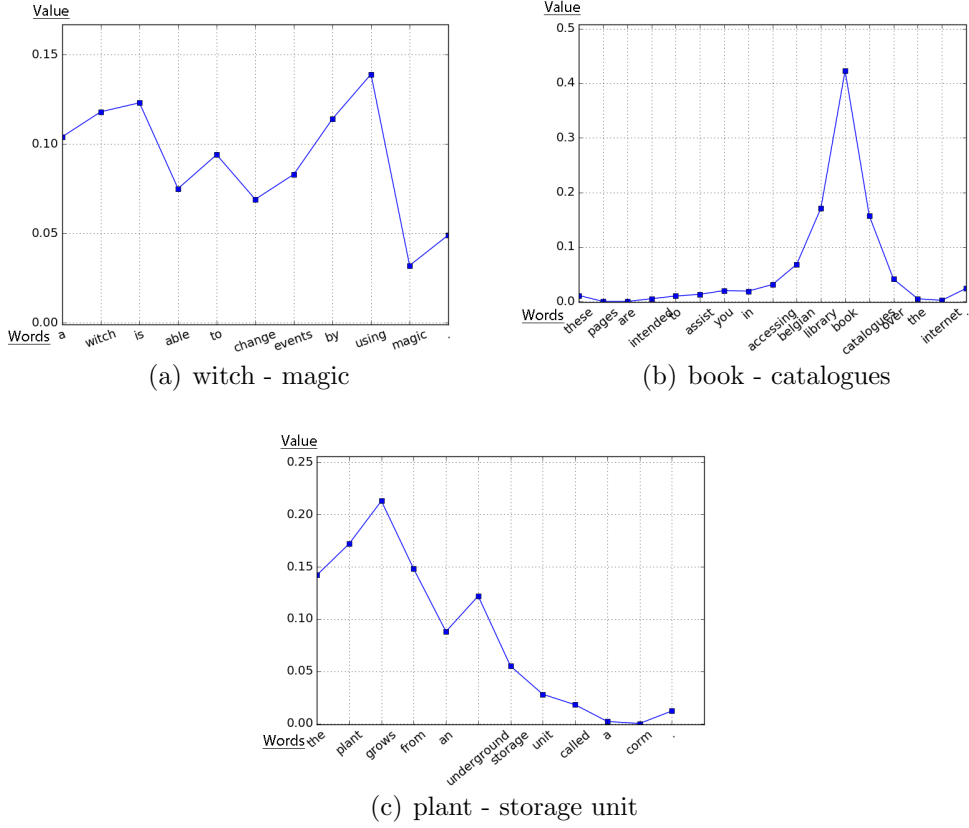 Value
0.15
0.10
0.05
0.00
Words
a witch is able to change events by using magic .
(a) witch - magic
Value
0.5
0.4
0.3
0.2
0.1
0.0
Words
these pages are intended to assist you in accessing belgian library book catalogues over the internet .
(b) book - catalogues
Value
0.25
0.20
0.15
0.10
0.05
0.00
Words
the plant grows from an underground storage unit called a corm .
(c) plant - storage unit